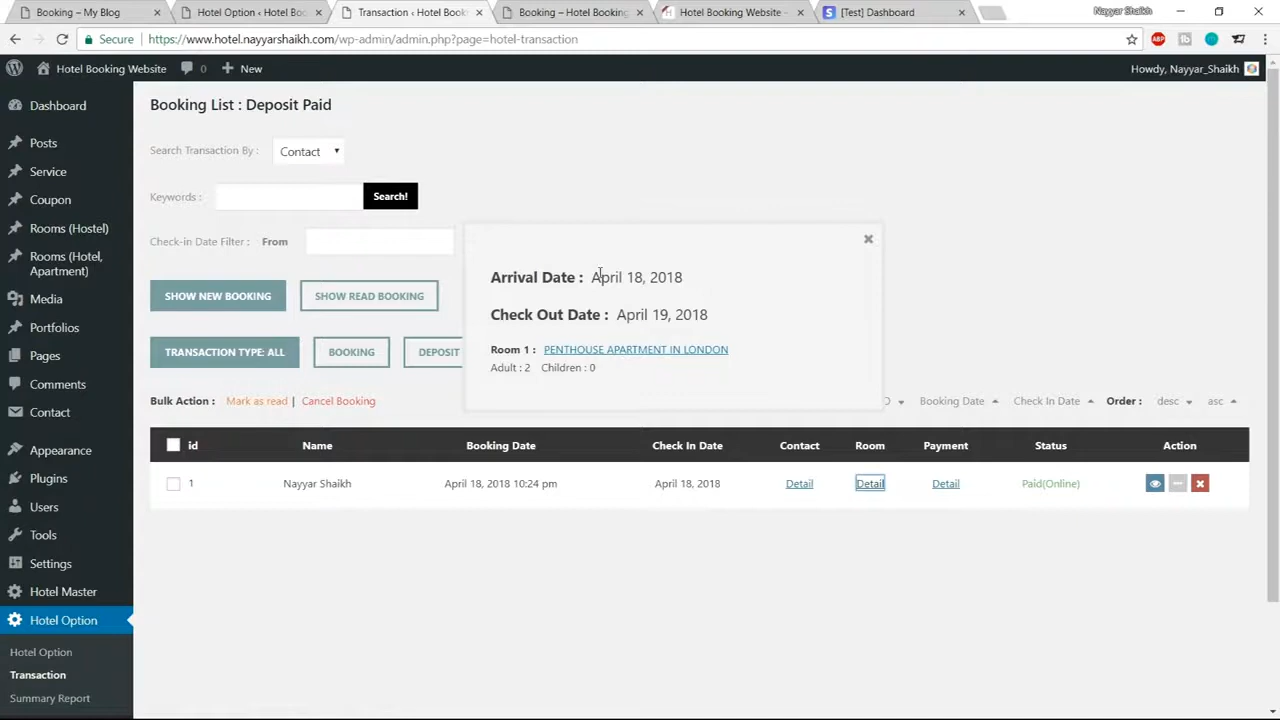 Booking – My Blog
Hotel Option ‹ Hotel Boo
Transaction ‹ Hotel Book
Booking – Hotel Booking
Hotel Booking Website –
[Test] Dashboard
Nayyar Shaikh
Secure
https://www.hotel.nayyarshaikh.com/wp-admin/admin.php?page=hotel-transaction
ABP
Hotel Booking Website
0
New
Howdy, Nayyar_Shaikh
Dashboard
Posts
Service
Coupon
Rooms (Hostel)
Rooms (Hotel,
Apartment)
Media
Portfolios
Pages
Comments
Contact
Appearance
Plugins
Users
Tools
Settings
Hotel Master
Hotel Option
Hotel Option
Transaction
Summary Report
Booking List : Deposit Paid
Search Transaction By :
Contact
Keywords :
Search!
Check-in Date Filter : From
SHOW NEW BOOKING
SHOW READ BOOKING
TRANSACTION TYPE: ALL
BOOKING
DEPOSIT
Arrival Date : April 18, 2018
Check Out Date : April 19, 2018
Room 1 : PENTHOUSE APARTMENT IN LONDON
Adult : 2 Children : 0
Bulk Action : Mark as read | Cancel Booking
Booking Date
Check In Date
Order : desc asc
id Name Booking Date Check In Date Contact Room Payment Status Action
1 Nayyar Shaikh April 18, 2018 10:24 pm April 18, 2018 Detail Detail Detail Paid(Online)